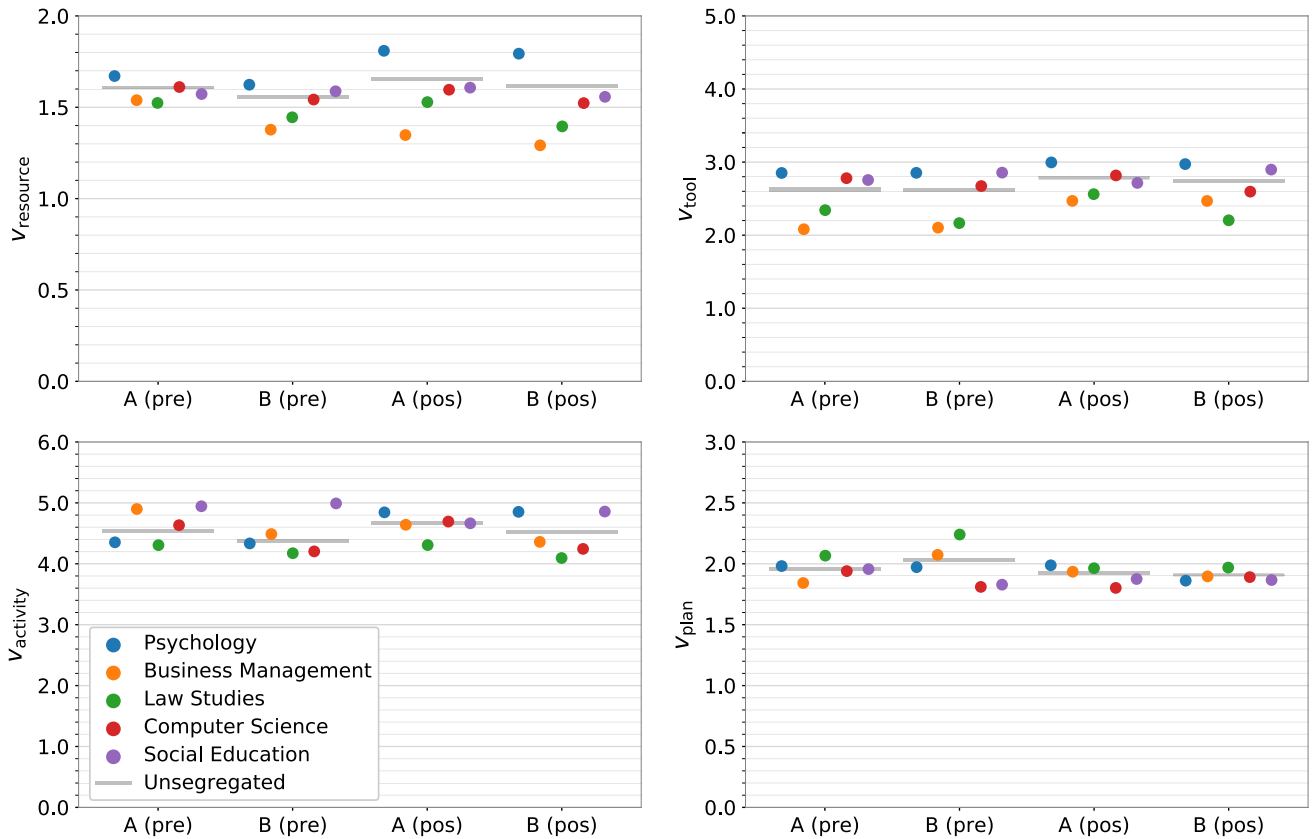 2.0
1.5
1.0
0.5
0.0
v_resource
A (pre) B (pre) A (pos) B (pos)
5.0
4.0
3.0
2.0
1.0
0.0
v_tool
A (pre) B (pre) A (pos) B (pos)
6.0
5.0
4.0
3.0
2.0
1.0
0.0
v_activity
Psychology
Business Management
Law Studies
Computer Science
Social Education
Unsegregated
A (pre) B (pre) A (pos) B (pos)
3.0
2.5
2.0
1.5
1.0
0.5
0.0
v_plan
A (pre) B (pre) A (pos) B (pos)